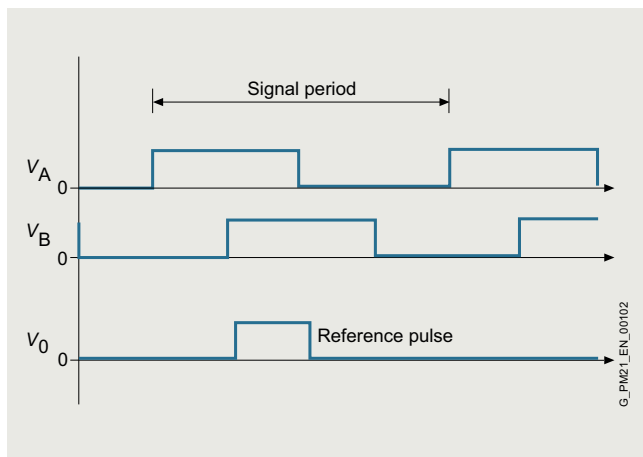 Signal period
VA
0
VB
0
V0
0
Reference pulse
G_PM21_EN_00102